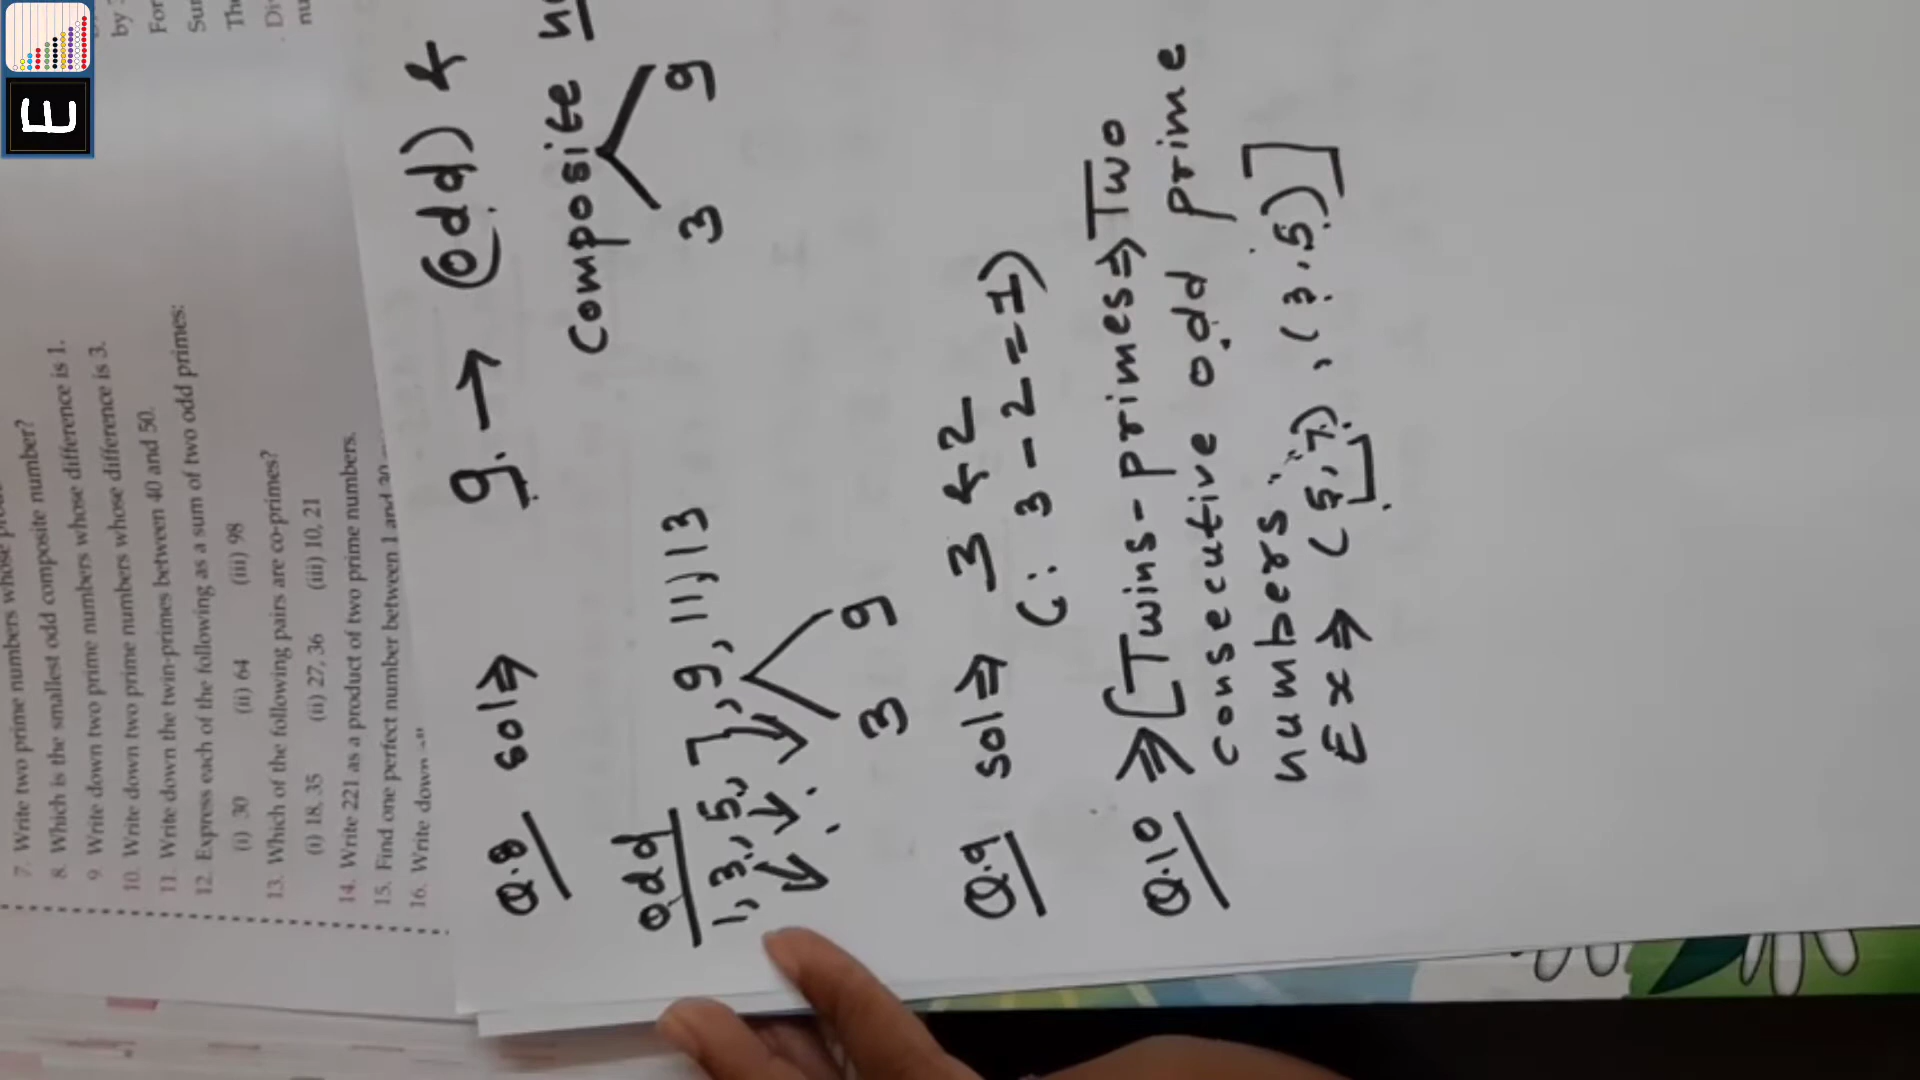 E
by
For
Sur
The
Di
nu
7. Write two prime numbers whose
8. Which is the smallest odd composite number?
9. Write down two prime numbers whose difference is 1.
10. Write down two prime numbers whose difference is 3.
11. Write down the twin-primes between 40 and 50.
12. Express each of the following as a sum of two odd primes:
(i) 30 (ii) 64 (iii) 98
13. Which of the following pairs are co-primes?
(i) 18, 35 (ii) 27, 36 (iii) 10, 21
14. Write 221 as a product of two prime numbers.
15. Find one perfect number between 1 and 20
16. Write down
Q.8 sol⇒ 9. → (odd) &
Composite
3 9
Odd
1, 3, 5, 7, 9, 11, 13
3 9
Q.9 sol⇒ 3 & 2
(∵ 3 - 2 = 1)
Q.10 ⇒ [Twins-primes⇒Two
consecutive odd prime
numbers"
Ex⇒ (5,7), (3,5)]